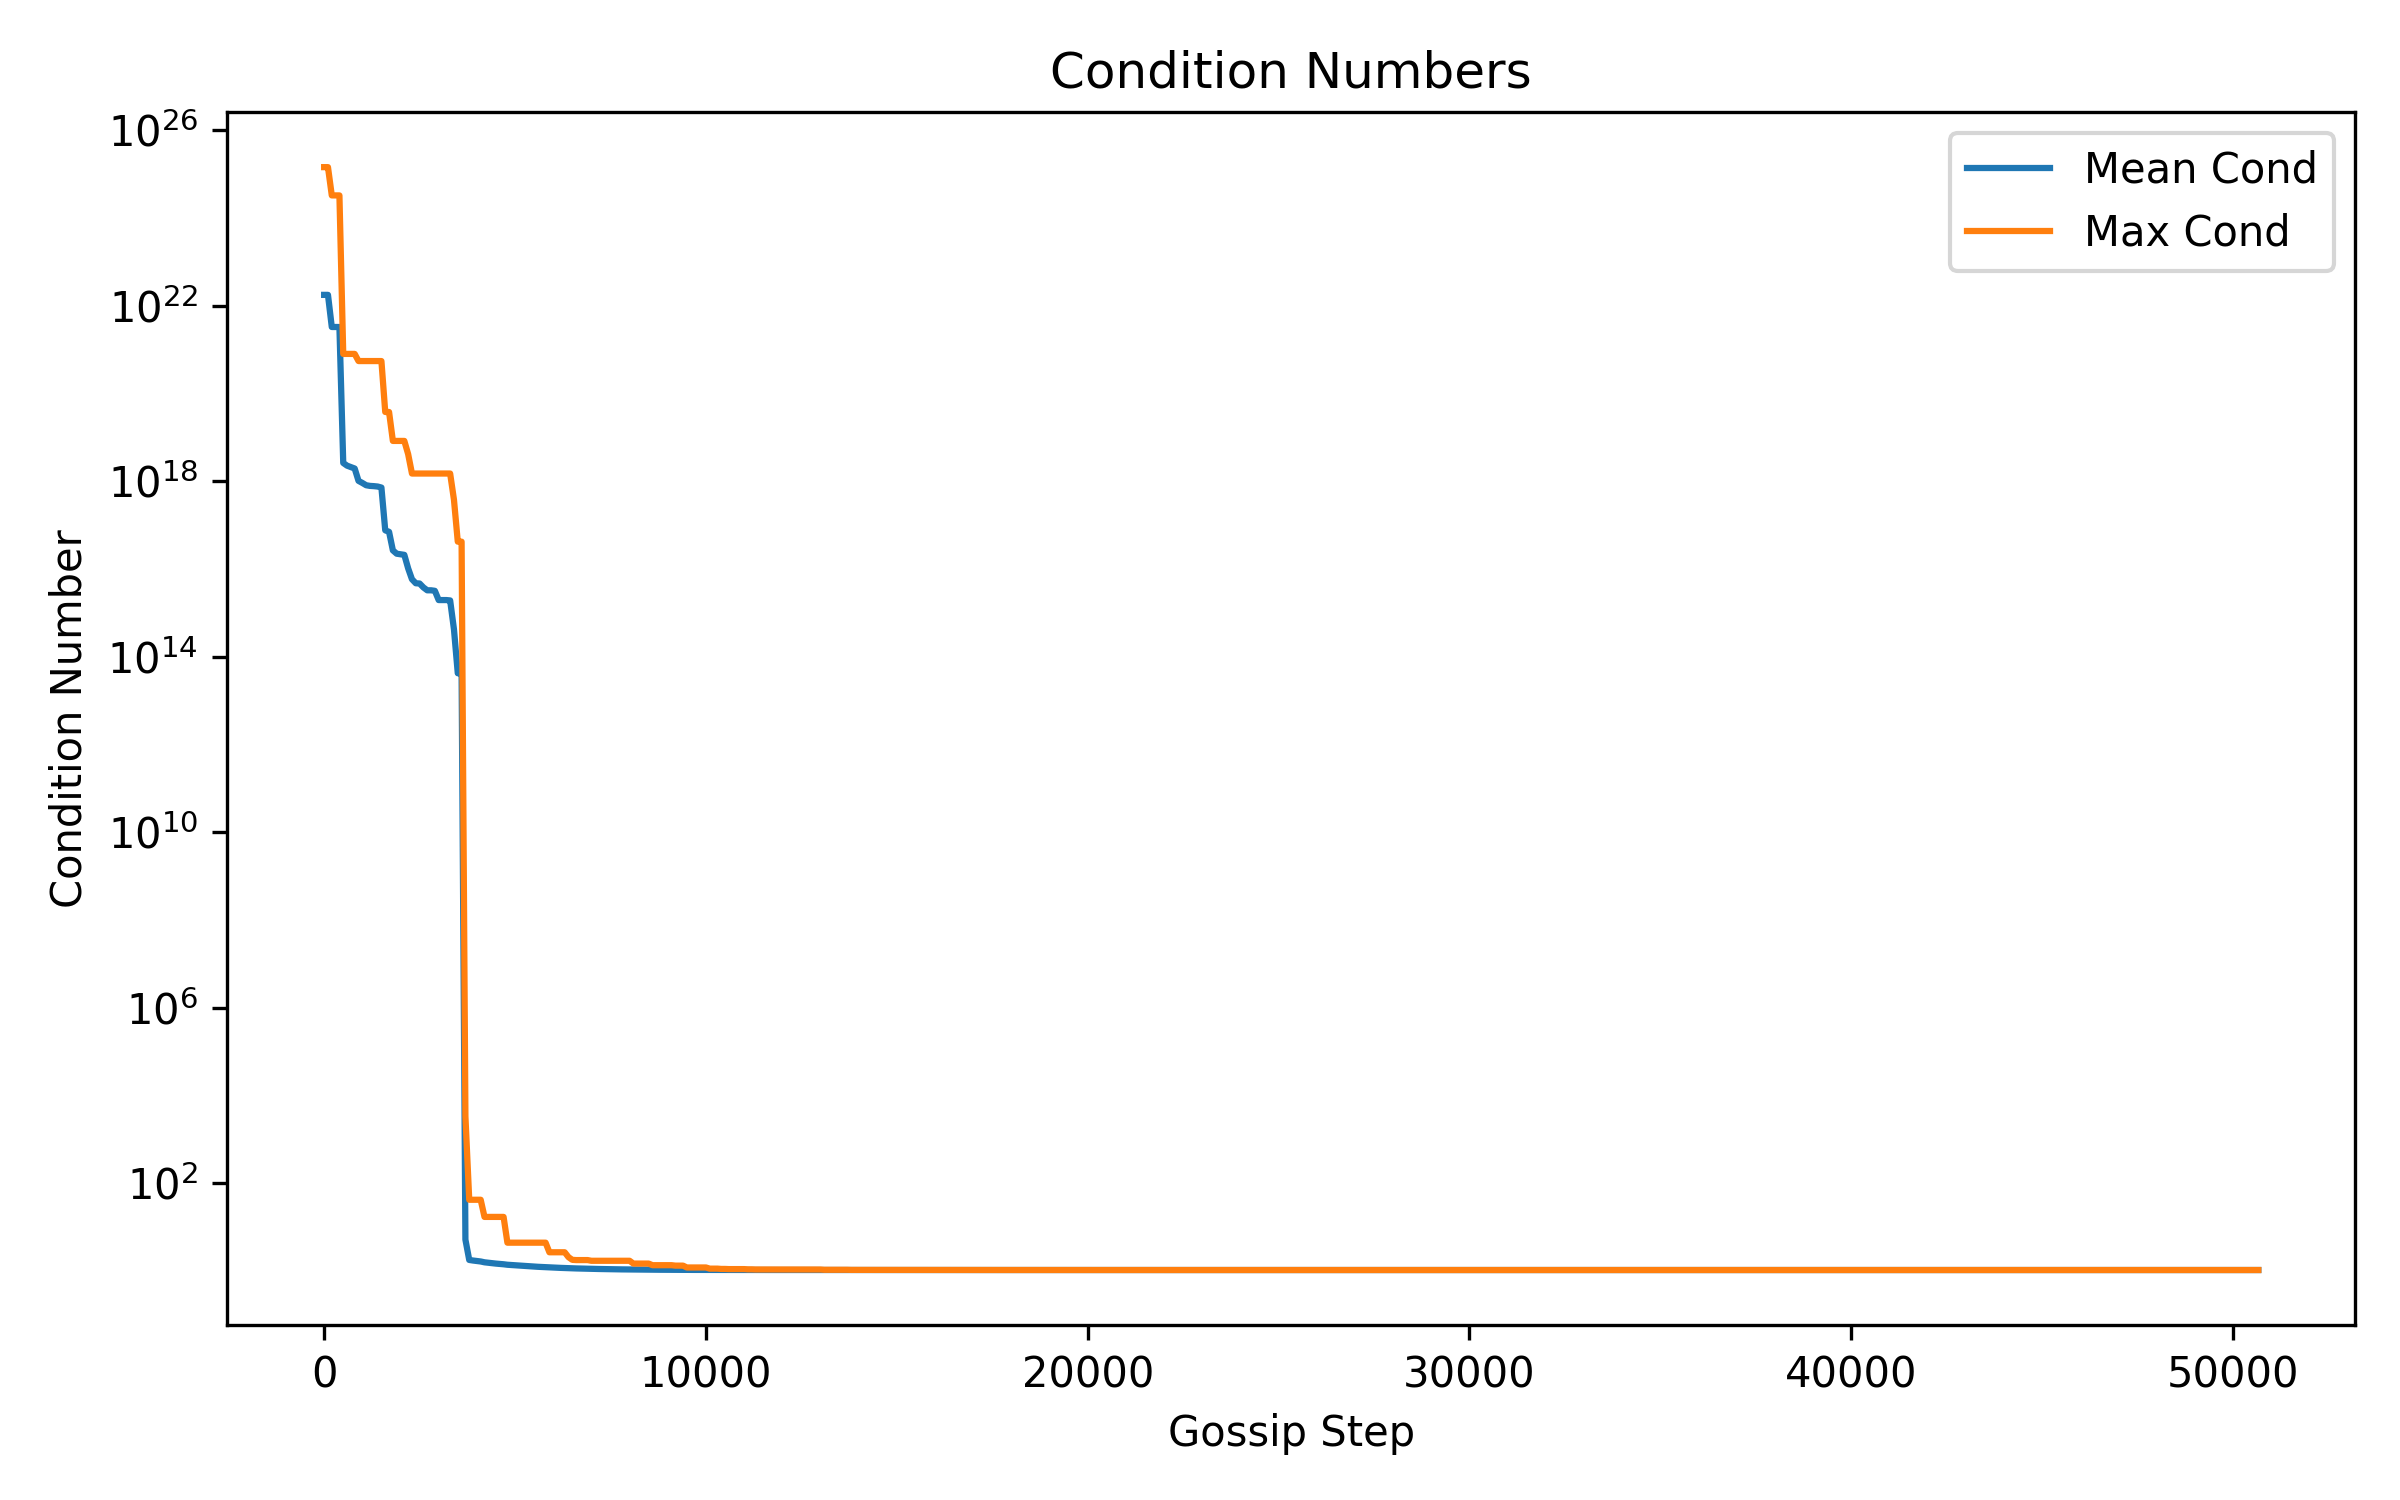 Condition Numbers
Mean Cond
Max Cond
Condition Number
10^26
10^22
10^18
10^14
10^10
10^6
10^2
0 10000 20000 30000 40000 50000
Gossip Step